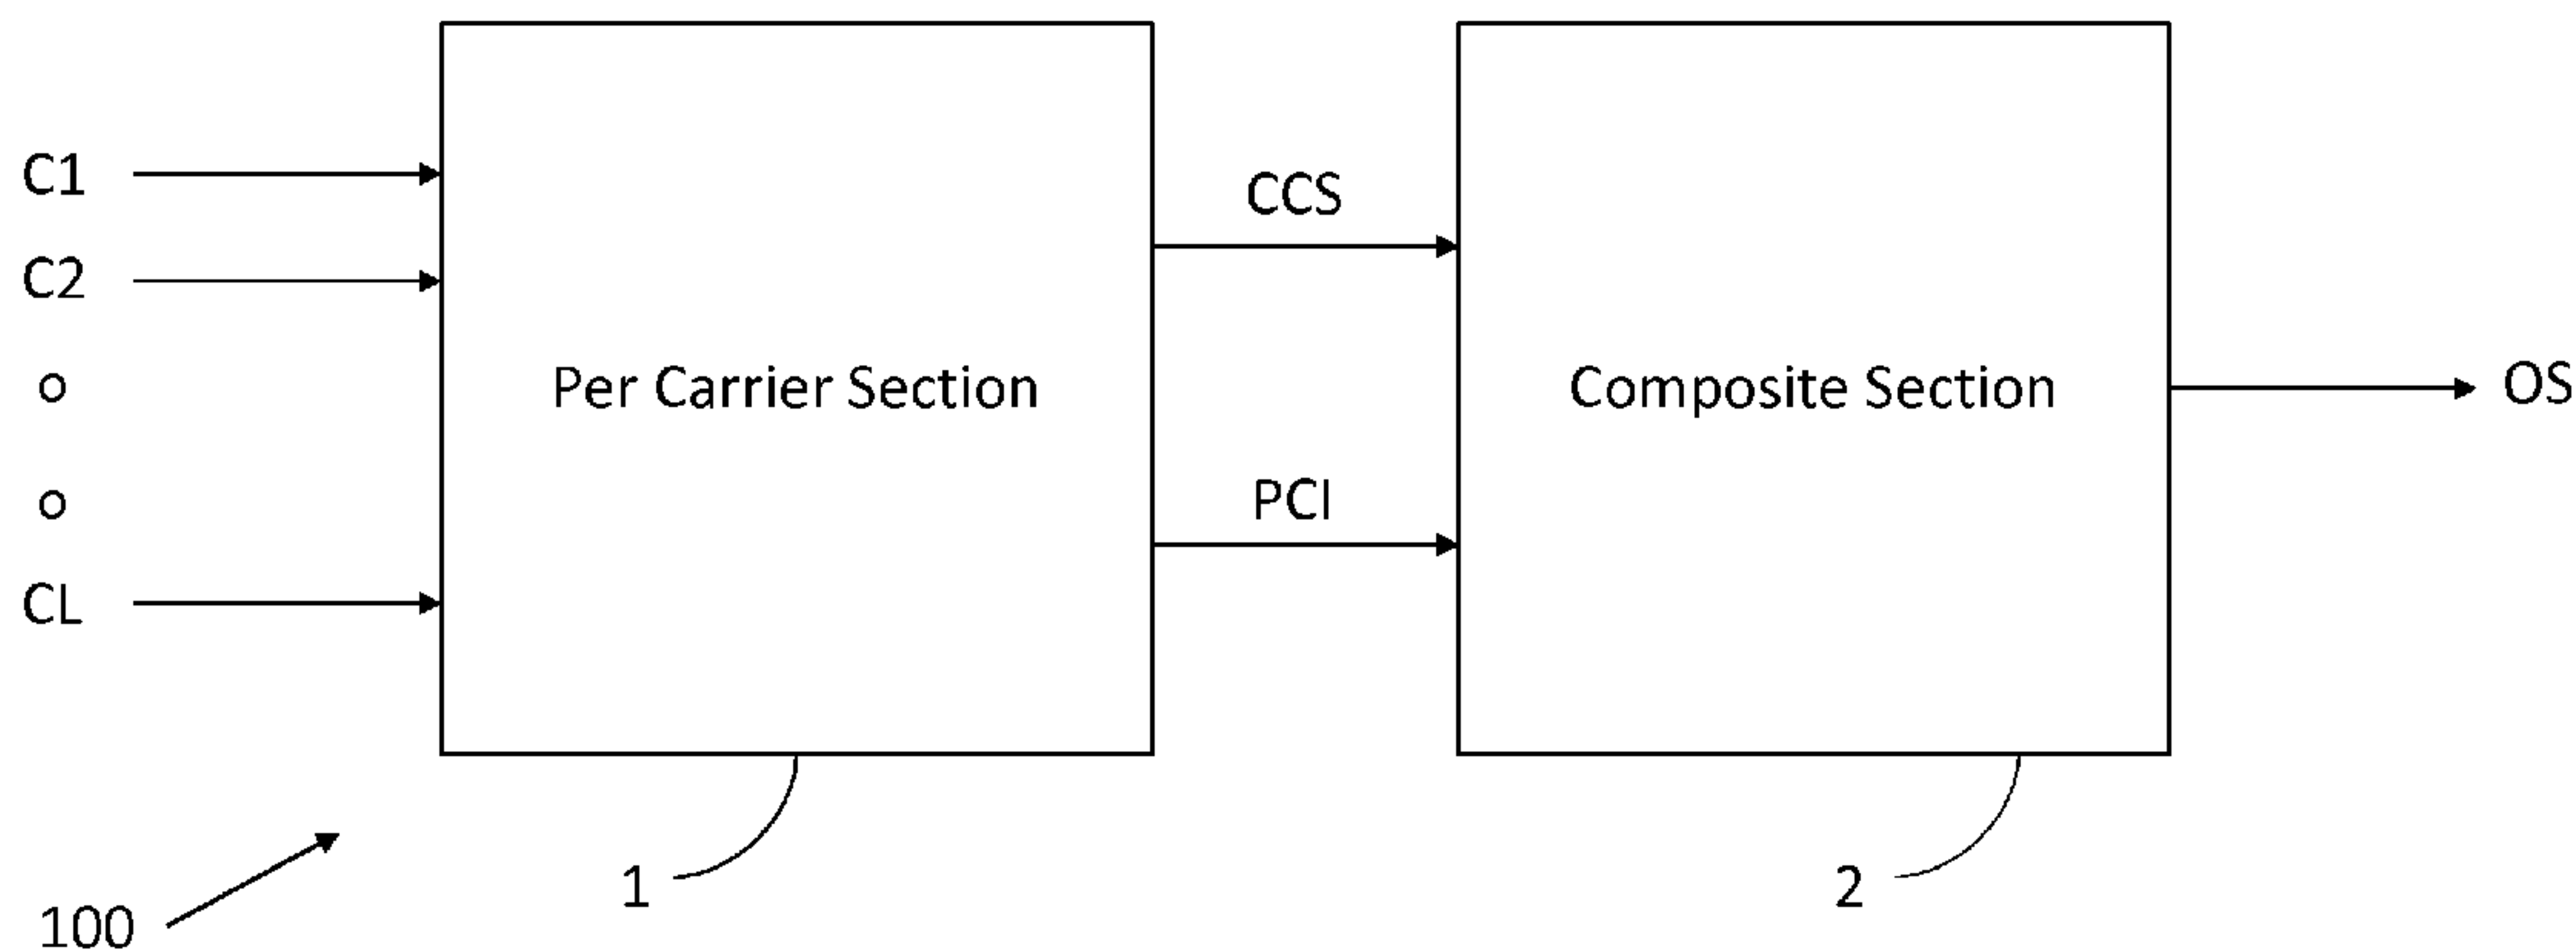 C1
C2
o
o
CL
Per Carrier Section
CCS
PCI
Composite Section
OS
1
2
100